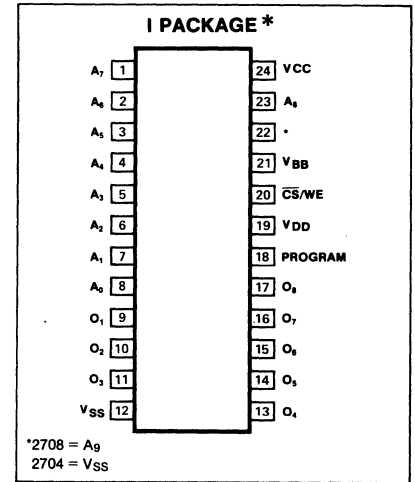 I PACKAGE*
A₇ 1 24 VCC
A₆ 2 23 A₈
A₅ 3 22 *
A₄ 4 21 VBB
A₃ 5 20 C̅S̅/WE
A₂ 6 19 VDD
A₁ 7 18 PROGRAM
A₀ 8 17 O₈
O₁ 9 16 O₇
O₂ 10 15 O₆
O₃ 11 14 O₅
VSS 12 13 O₄
*2708 = A9
2704 = VSS